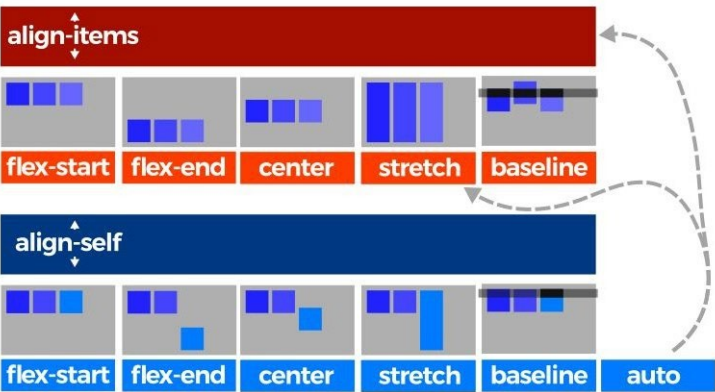 align-items
flex-start flex-end center stretch baseline
align-self
flex-start flex-end center stretch baseline auto